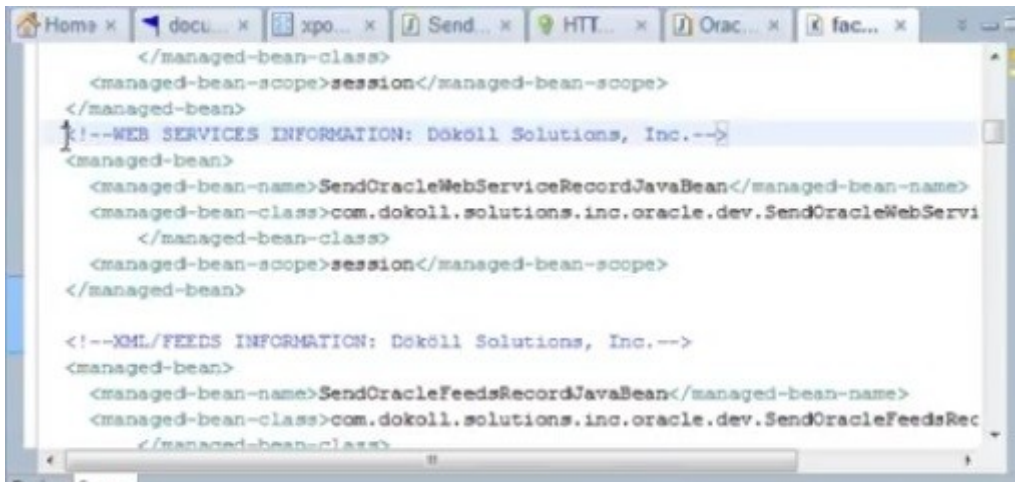 Home docu... xpo... Send... HTT... Orac... fac...
</managed-bean-class>
<managed-bean-scope>session</managed-bean-scope>
</managed-bean>
<!--WEB SERVICES INFORMATION: Dököll Solutions, Inc.-->
<managed-bean>
<managed-bean-name>SendOracleWebServiceRecordJavaBean</managed-bean-name>
<managed-bean-class>com.dokoll.solutions.inc.oracle.dev.SendOracleWebServi
</managed-bean-class>
<managed-bean-scope>session</managed-bean-scope>
</managed-bean>
<!--XML/FEEDS INFORMATION: Dököll Solutions, Inc.-->
<managed-bean>
<managed-bean-name>SendOracleFeedsRecordJavaBean</managed-bean-name>
<managed-bean-class>com.dokoll.solutions.inc.oracle.dev.SendOracleFeedsRec
</managed-bean-class>